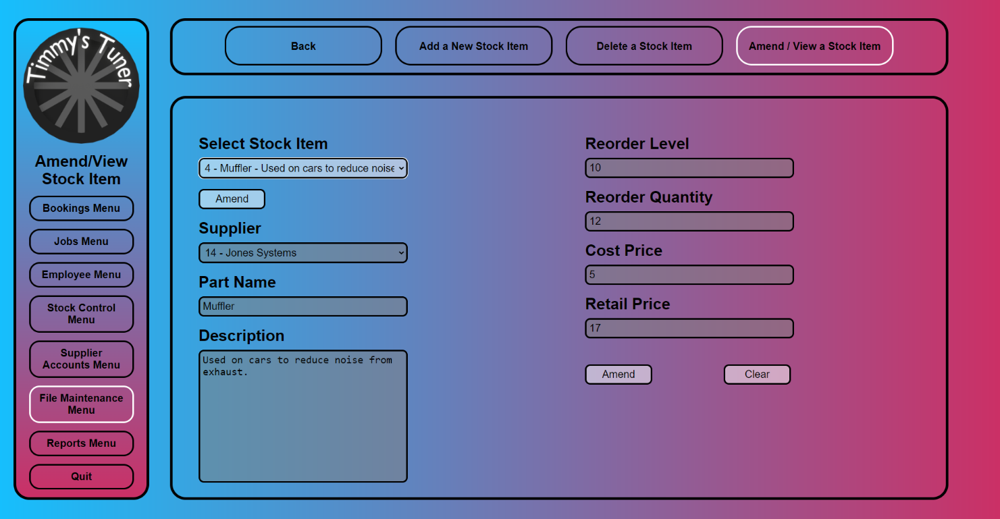 Timmy's Tuner
Amend/View
Stock Item
Bookings Menu
Jobs Menu
Employee Menu
Stock Control
Menu
Supplier
Accounts Menu
File Maintenance
Menu
Reports Menu
Quit
Back
Add a New Stock Item
Delete a Stock Item
Amend / View a Stock Item
Select Stock Item
4 - Muffler - Used on cars to reduce noise
Amend
Supplier
14 - Jones Systems
Part Name
Muffler
Description
Used on cars to reduce noise from
exhaust.
Reorder Level
10
Reorder Quantity
12
Cost Price
5
Retail Price
17
Amend
Clear